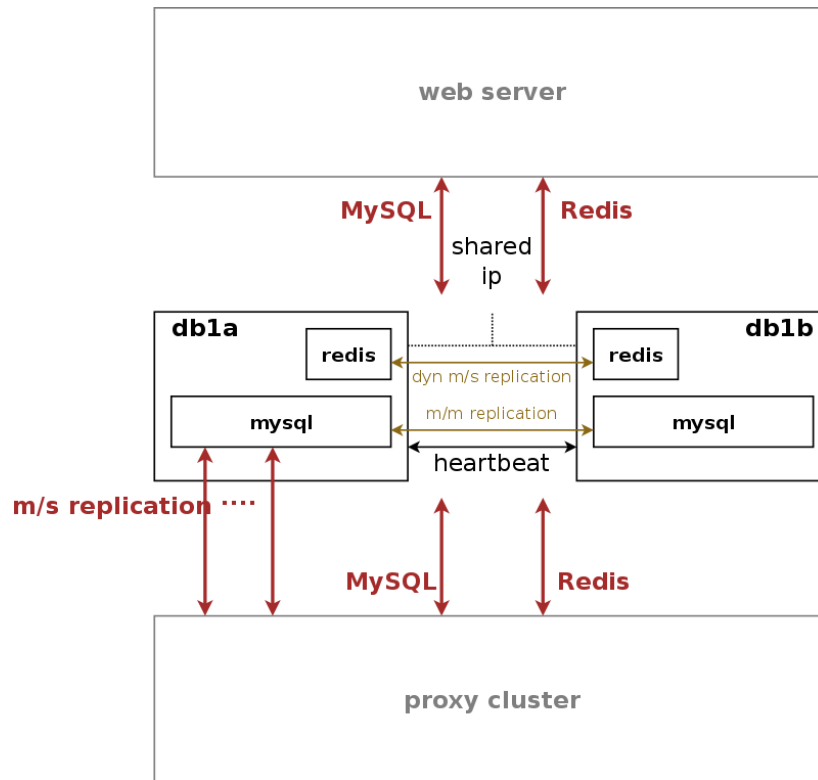 web server
MySQL
Redis
shared
ip
db1a
db1b
redis
redis
dyn m/s replication
m/m replication
mysql
mysql
heartbeat
m/s replication ····
MySQL
Redis
proxy cluster